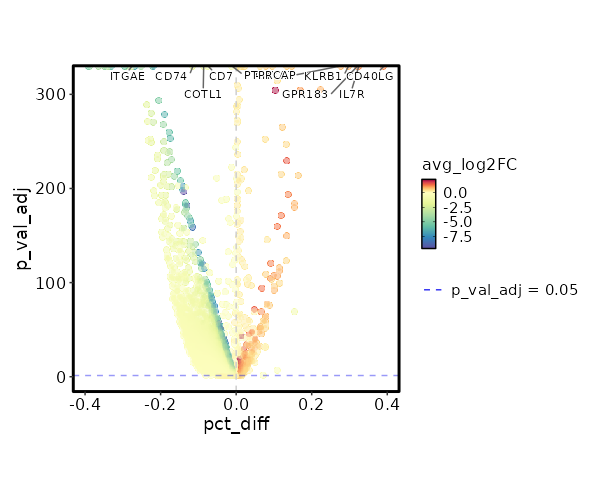 ITGAE CD74 CD7 PTPRCAP KLRB1 CD40LG
COTL1 GPR183 IL7R
300
200
100
0
p_val_adj
-0.4 -0.2 0.0 0.2 0.4
pct_diff
avg_log2FC
0.0
-2.5
-5.0
-7.5
p_val_adj = 0.05